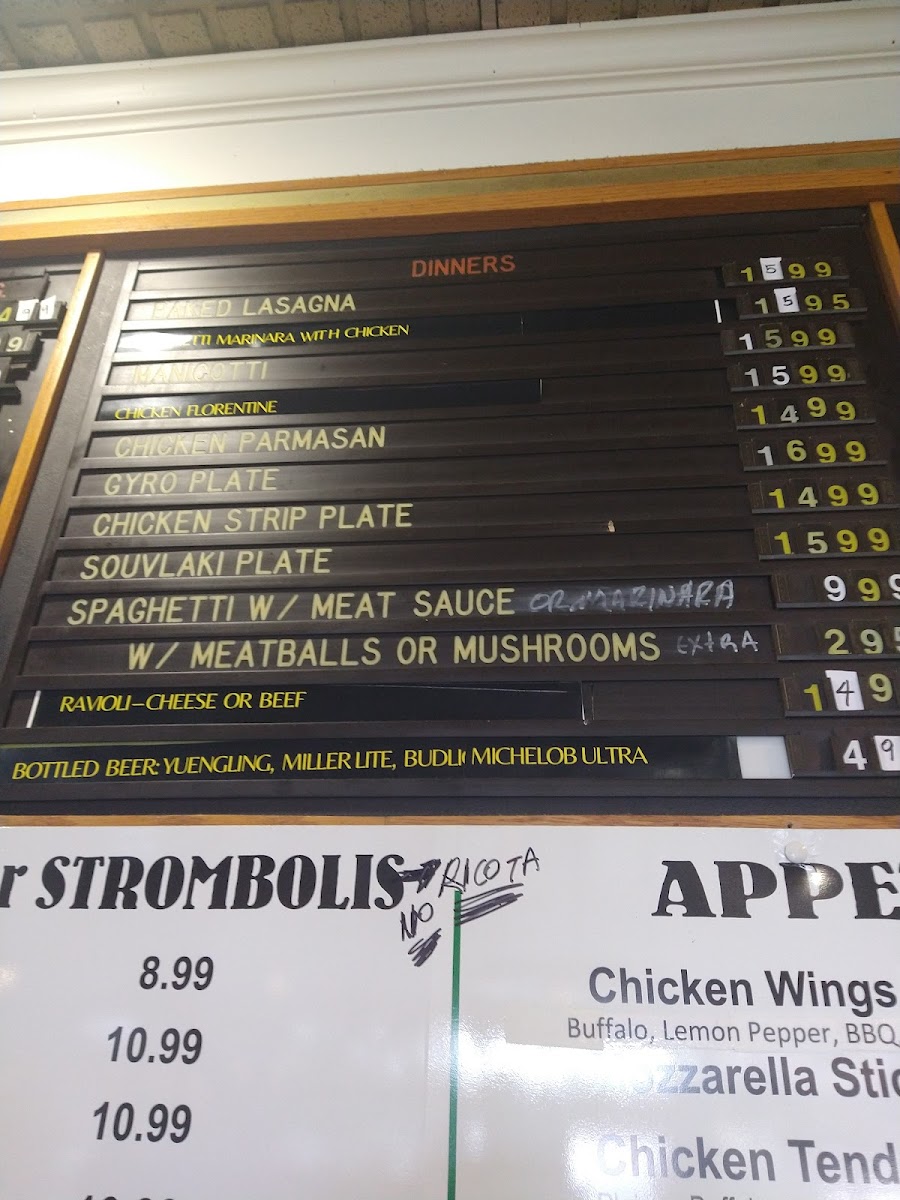 DINNERS 1599
BAKED LASAGNA 1595
MARINARA WITH CHICKEN 1599
MANICOTTI 1599
CHICKEN FLORENTINE 1499
CHICKEN PARMASAN 1699
GYRO PLATE 1499
CHICKEN STRIP PLATE 1599
SOUVLAKI PLATE 999
SPAGHETTI W/ MEAT SAUCE OR MARINARA 295
W/ MEATBALLS OR MUSHROOMS EXTRA
RAVIOLI-CHEESE OR BEEF 149
BOTTLED BEER: YUENGLING, MILLER LITE, BUDLI MICHELOB ULTRA 49
r STROMBOLIS → NO RICOTA
8.99
10.99
10.99
APPE
Chicken Wings
Buffalo, Lemon Pepper, BBQ,
zzarella Stic
Chicken Tend